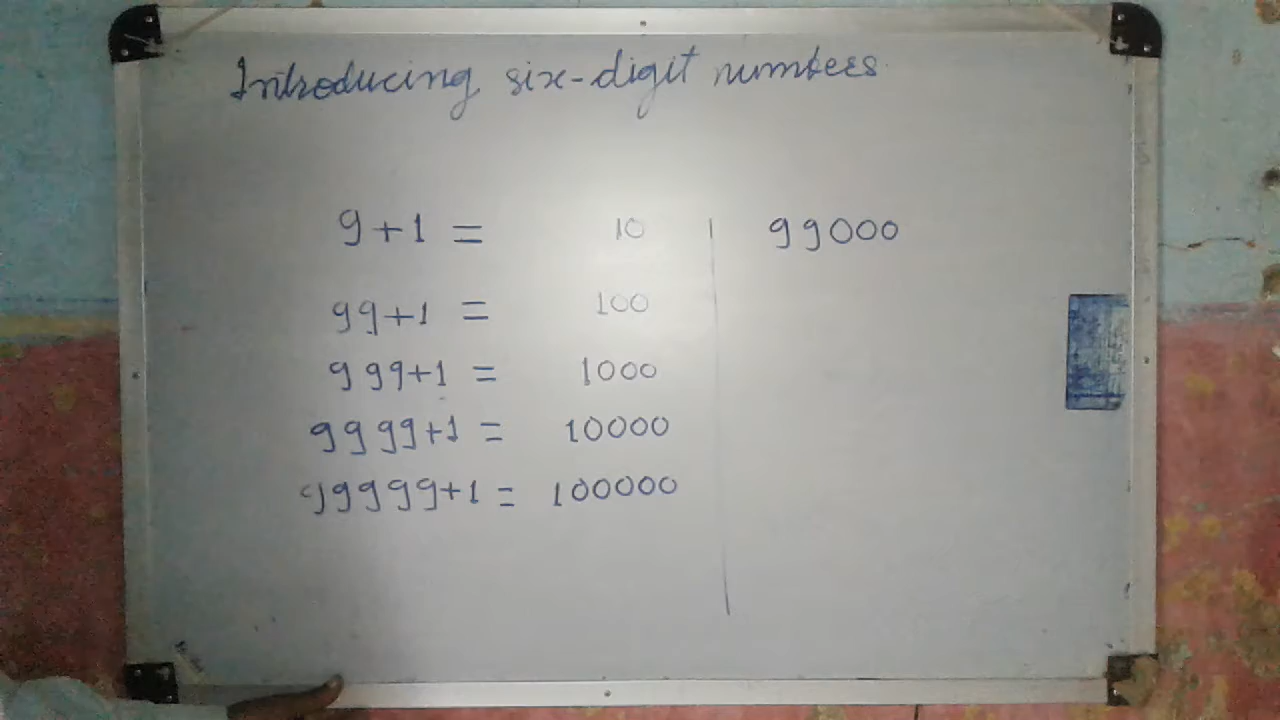 Introducing six-digit numbers
9+1 = 10
99+1 = 100
999+1 = 1000
9999+1 = 10000
99999+1 = 100000
99000